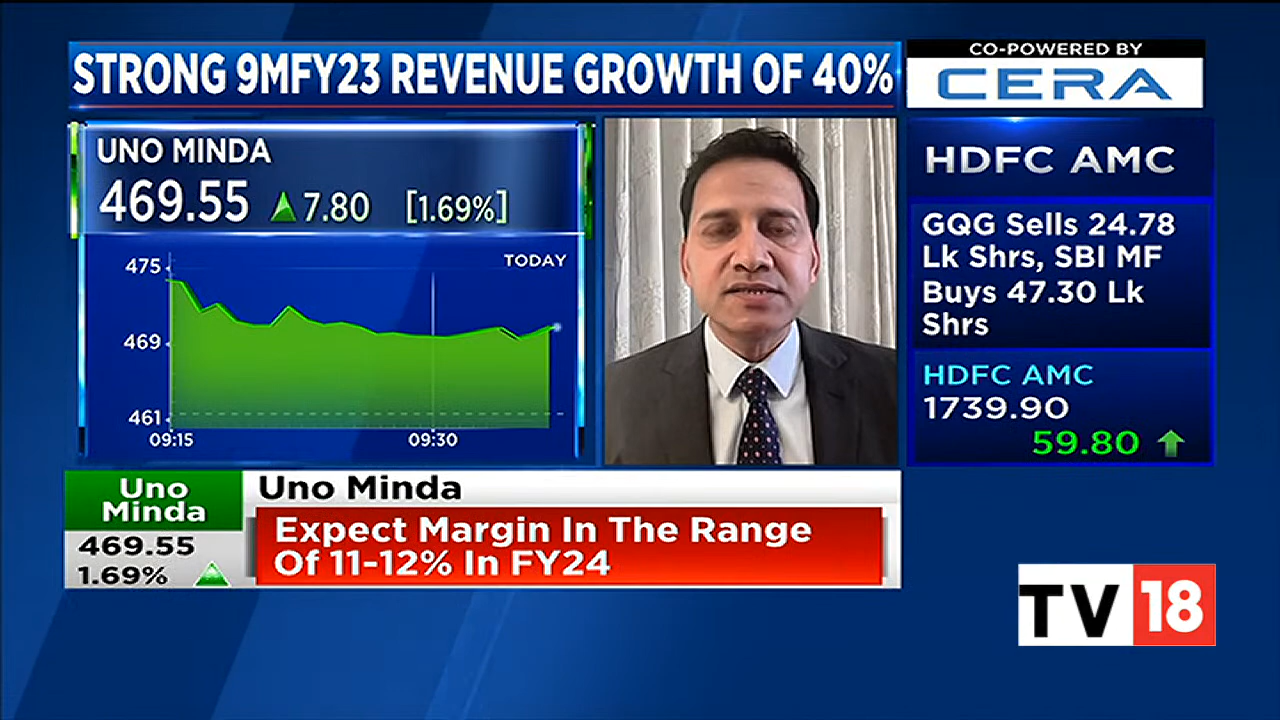 STRONG 9MFY23 REVENUE GROWTH OF 40%
CO-POWERED BY
CERA
UNO MINDA
469.55 ▲ 7.80 [1.69%]
TODAY
475
469
461
09:15 09:30
HDFC AMC
GQG Sells 24.78
Lk Shrs, SBI MF
Buys 47.30 Lk
Shrs
HDFC AMC
1739.90
59.80 ↑
Uno
Minda
469.55
1.69% ▲
Uno Minda
Expect Margin In The Range
Of 11-12% In FY24
TV18